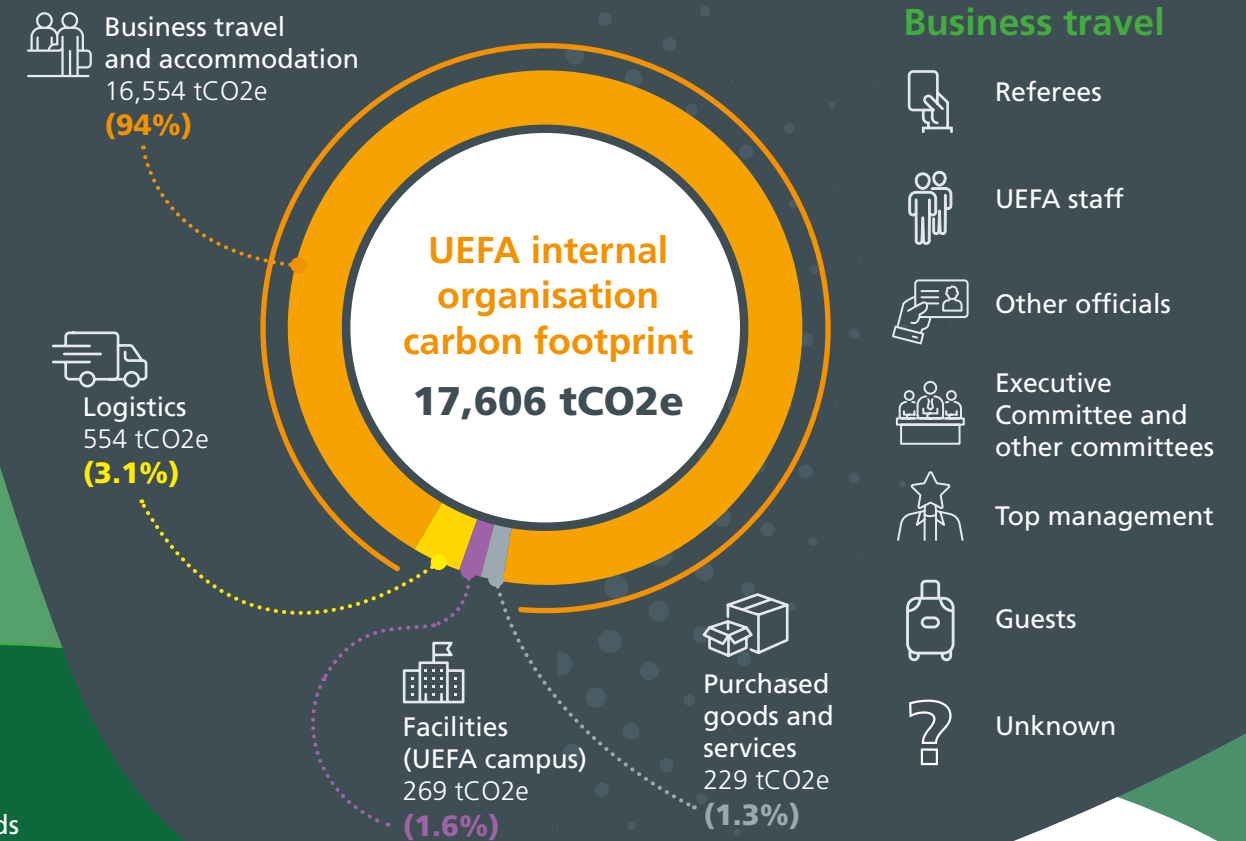 Business travel
and accommodation
16,554 tCO2e
(94%)
Logistics
554 tCO2e
(3.1%)
UEFA internal
organisation
carbon footprint
17,606 tCO2e
Facilities
(UEFA campus)
269 tCO2e
(1.6%)
Purchased
goods and
services
229 tCO2e
(1.3%)
Business travel
Referees
UEFA staff
Other officials
Executive
Committee and
other committees
Top management
Guests
Unknown